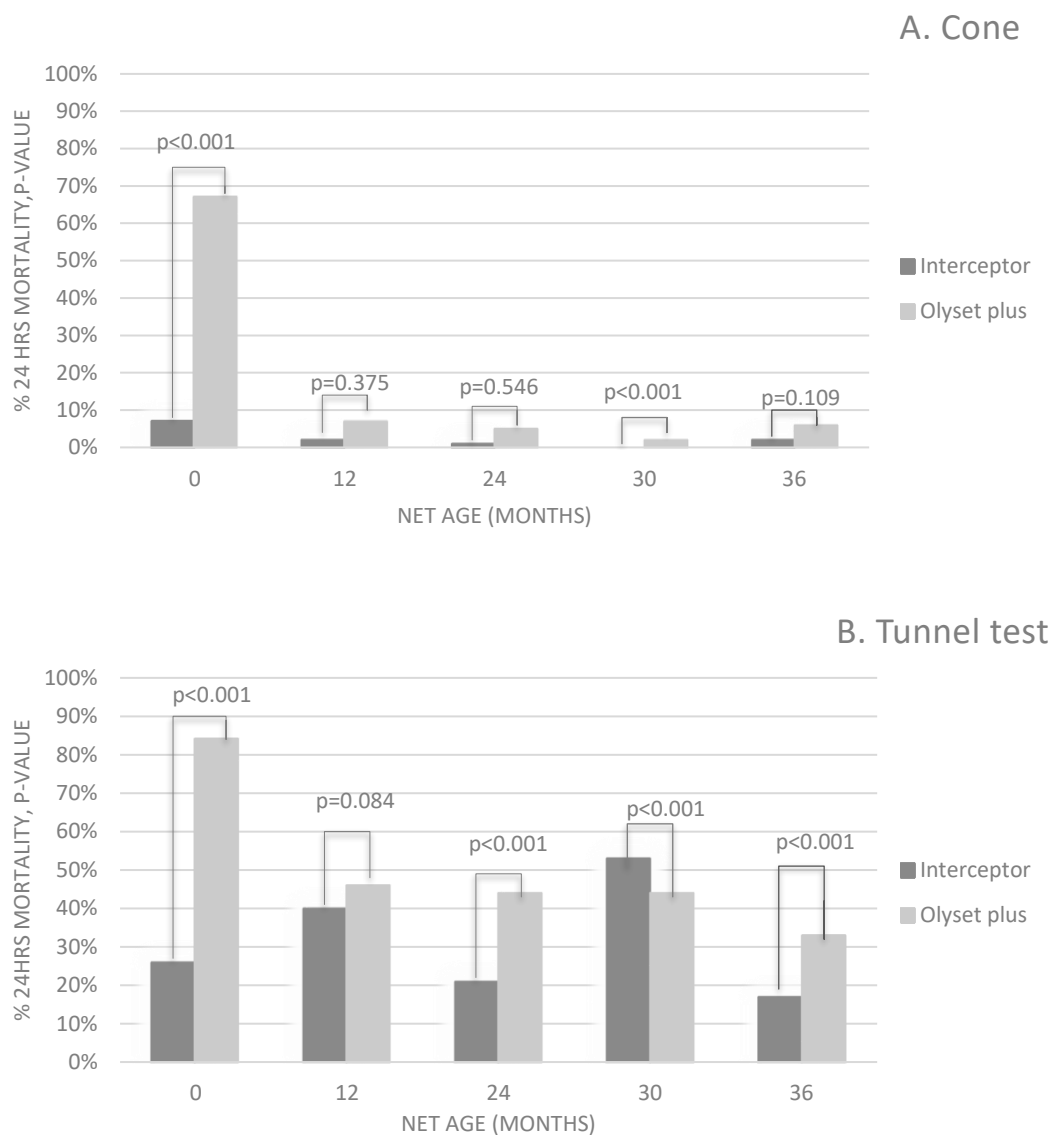 A. Cone
100%
90%
80%
70%
60%
50%
40%
30%
20%
10%
0%
% 24 HRS MORTALITY,P-VALUE
p<0.001
p=0.375
p=0.546
p<0.001
p=0.109
0
12
24
30
36
NET AGE (MONTHS)
Interceptor
Olyset plus
B. Tunnel test
100%
90%
80%
70%
60%
50%
40%
30%
20%
10%
0%
% 24HRS MORTALITY, P-VALUE
p<0.001
p=0.084
p<0.001
p<0.001
p<0.001
0
12
24
30
36
NET AGE (MONTHS)
Interceptor
Olyset plus